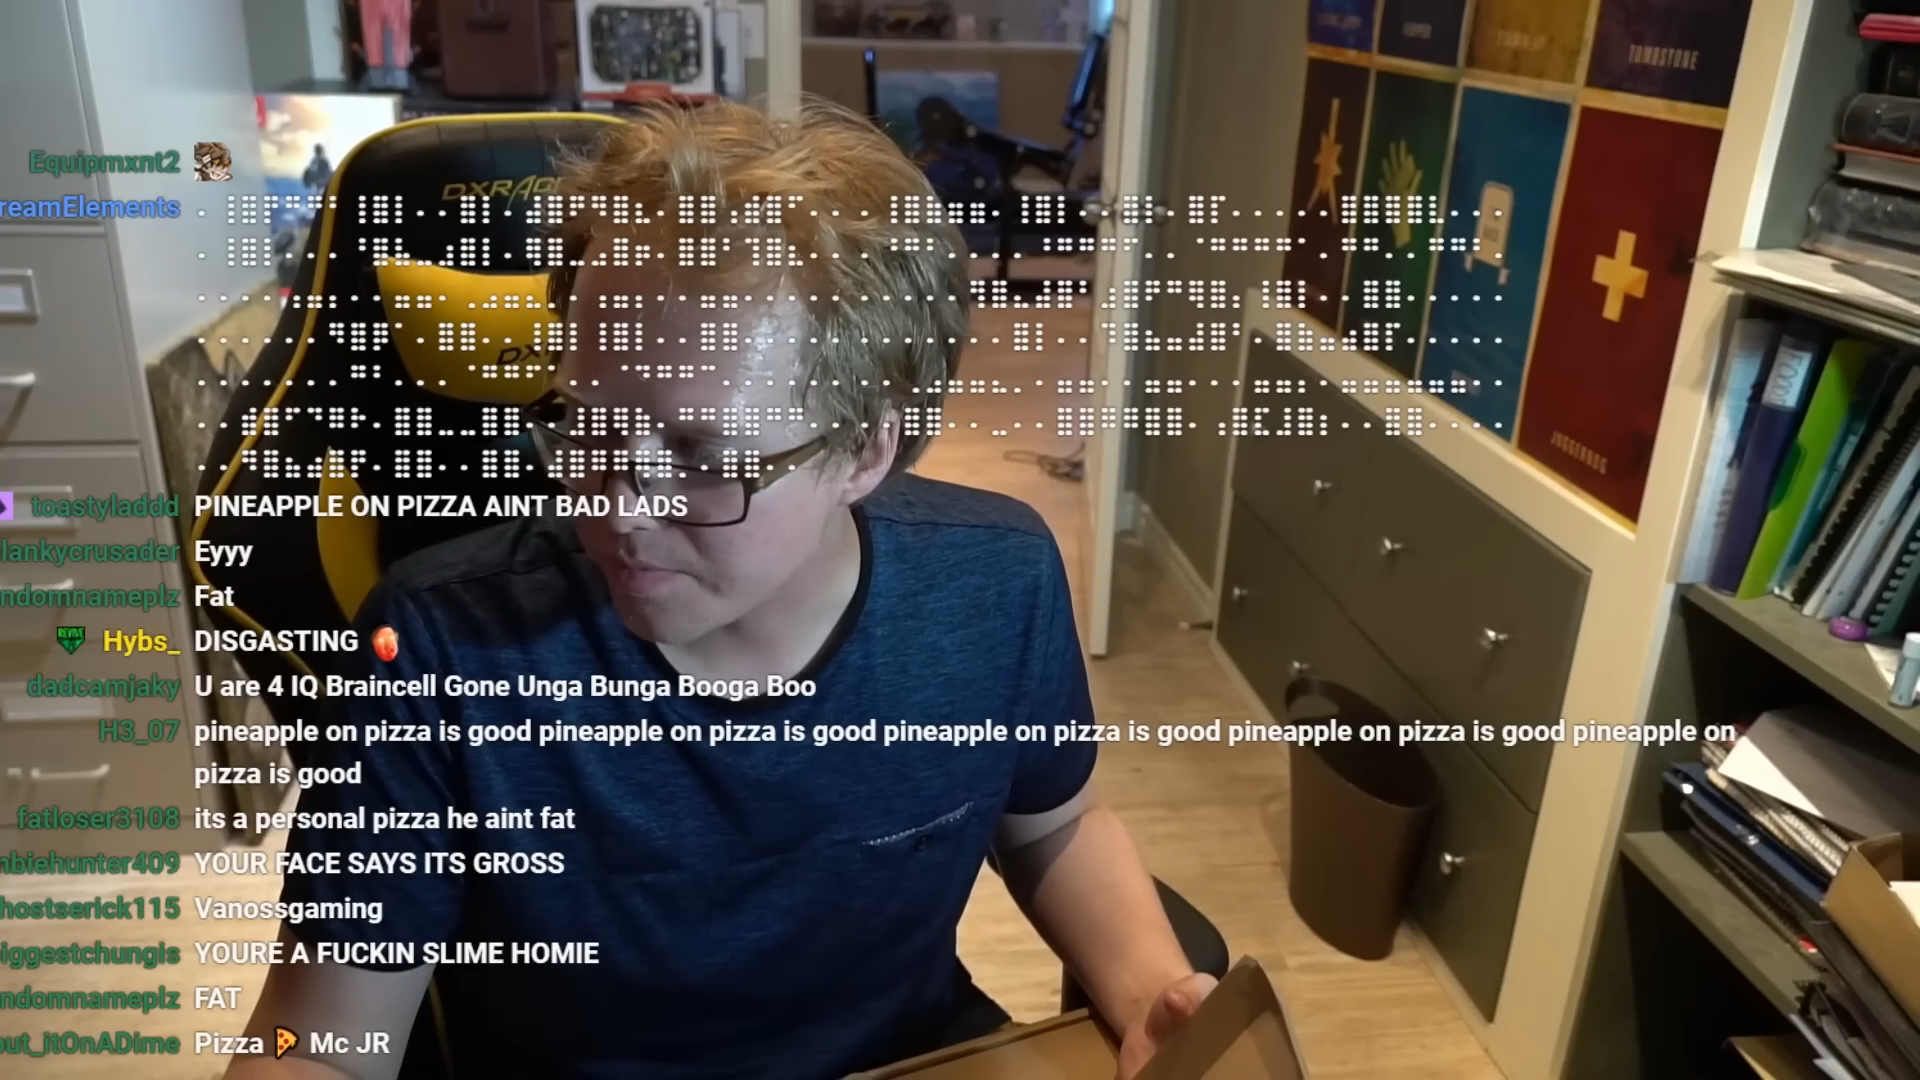 TOMBSTONE
Equipmxnt2
DXRAC
reamElements
JUGGERNOG
toastyladdd PINEAPPLE ON PIZZA AINT BAD LADS
lankycrusader Eyyy
ndomnameplz Fat
REVIVE Hybs_ DISGASTING
dadcamjaky U are 4 IQ Braincell Gone Unga Bunga Booga Boo
H3_07 pineapple on pizza is good pineapple on pizza is good pineapple on pizza is good pineapple on pizza is good pineapple on
pizza is good
fatloser3108 its a personal pizza he aint fat
nbiehunter409 YOUR FACE SAYS ITS GROSS
hostserick115 Vanossgaming
iggestchungis YOURE A FUCKIN SLIME HOMIE
ndomnameplz FAT
out_itOnADime Pizza 🍕 Mc JR